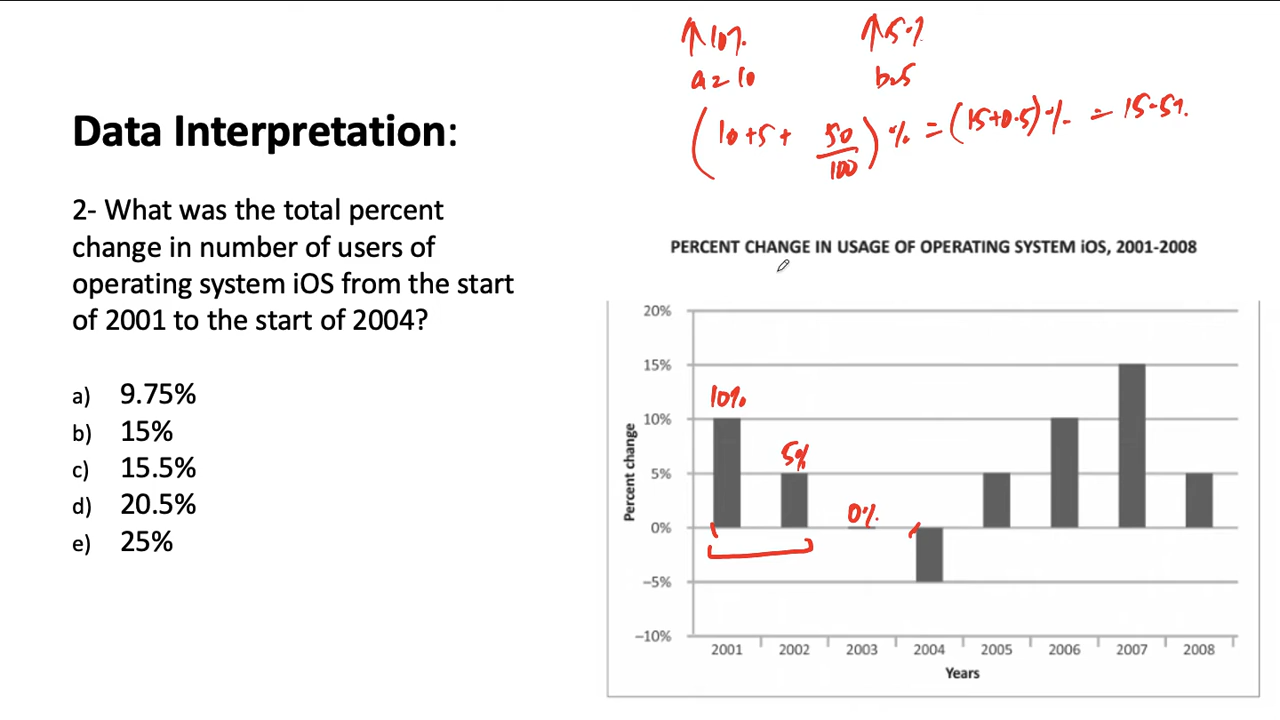 ↑10% ↑5%
a=10 b=5
(10+5+ 50/100)% = (15+0.5)% = 15.5%
Data Interpretation:
2- What was the total percent
change in number of users of
operating system iOS from the start
of 2001 to the start of 2004?
a) 9.75%
b) 15%
c) 15.5%
d) 20.5%
e) 25%
PERCENT CHANGE IN USAGE OF OPERATING SYSTEM iOS, 2001-2008
Percent change
20%
15%
10%
5%
0%
–5%
–10%
10%
5%
0%
2001 2002 2003 2004 2005 2006 2007 2008
Years